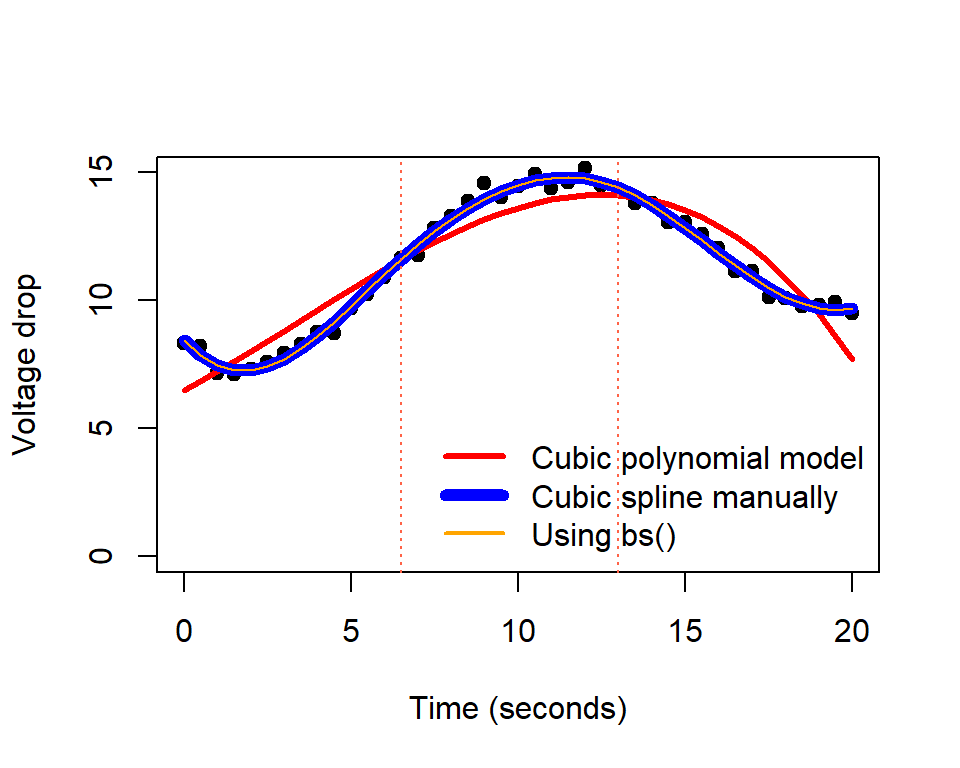 Voltage drop
15
10
5
0
Cubic polynomial model
Cubic spline manually
Using bs()
0 5 10 15 20
Time (seconds)